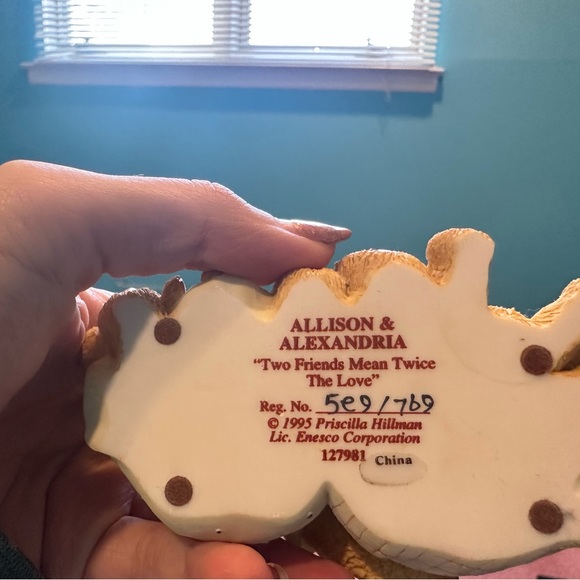 ALLISON &
ALEXANDRIA
“Two Friends Mean Twice
The Love”
Reg. No. 5e9/769
© 1995 Priscilla Hillman
Lic. Enesco Corporation
127981 China